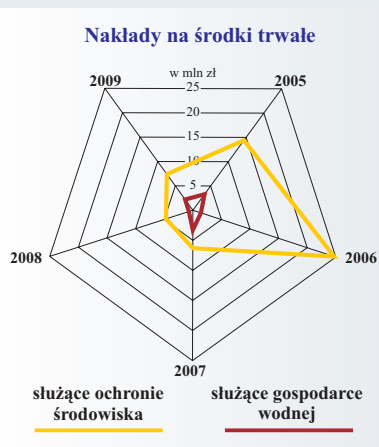 Nakłady na środki trwałe
w mln zł
2009
2005
25
20
15
10
5
2008
2006
2007
służące ochronie
środowiska
służące gospodarce
wodnej